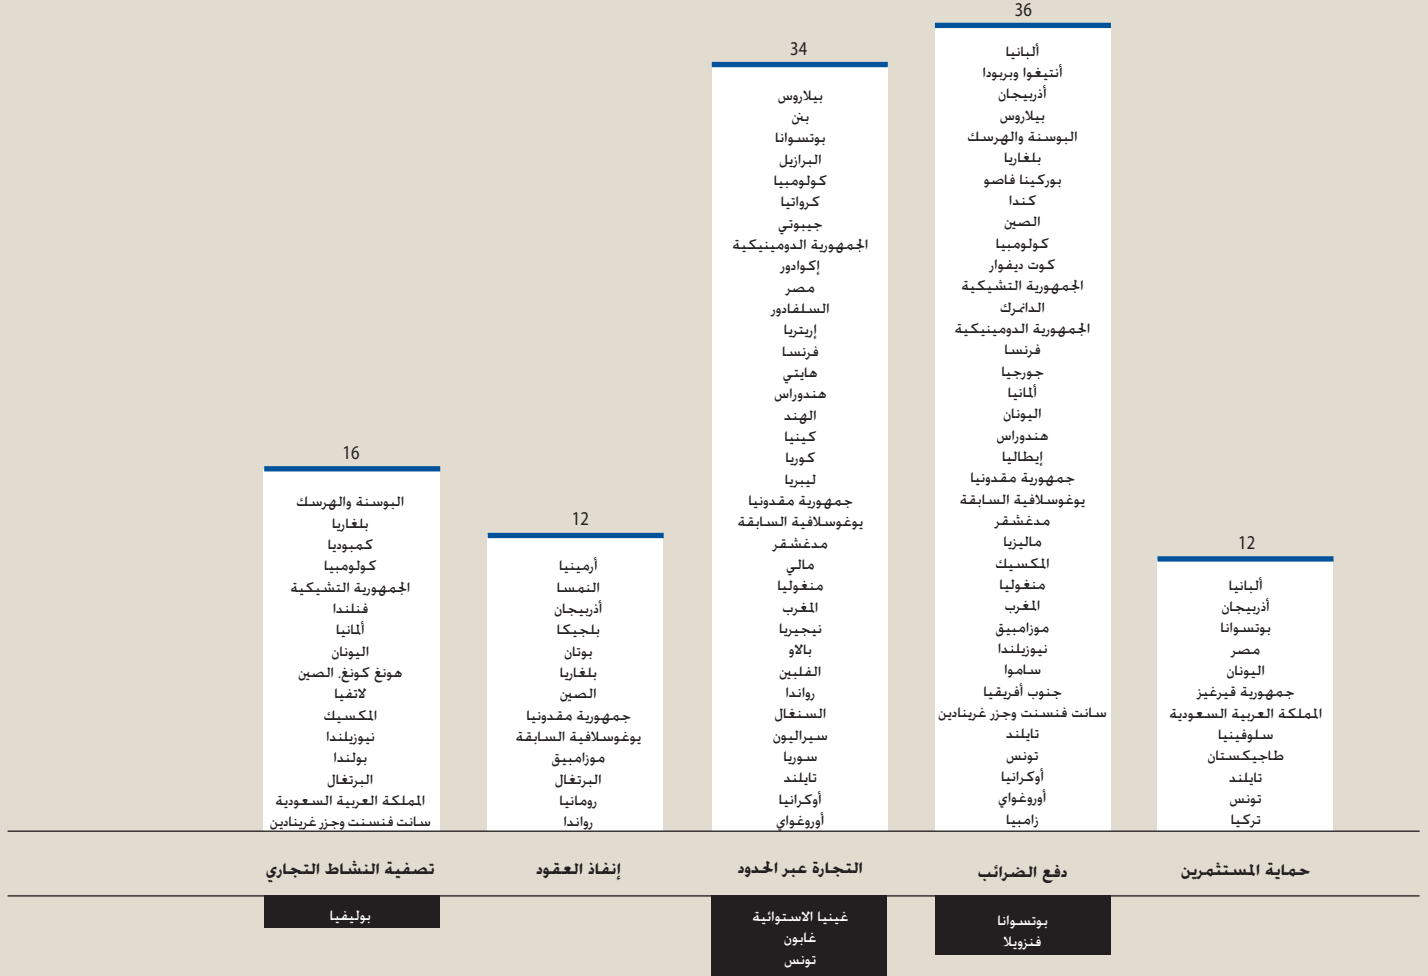 36
ألبانيا
أنتيغوا وبربودا
أذربيجان
بيلاروس
البوسنة والهرسك
بلغاريا
بوركينا فاصو
كندا
الصين
كولومبيا
كوت ديفوار
الجمهورية التشيكية
الدانمرك
الجمهورية الدومينيكية
فرنسا
جورجيا
ألمانيا
اليونان
هندوراس
إيطاليا
جمهورية مقدونيا
يوغوسلافية السابقة
مدغشقر
ماليزيا
المكسيك
منغوليا
المغرب
موزامبيق
نيوزيلندا
ساموا
جنوب أفريقيا
سانت فنسنت وجزر غرينادين
تايلند
تونس
أوكرانيا
أوروغواي
زامبيا
دفع الضرائب
بوتسوانا
فنزويلا
12
ألبانيا
أذربيجان
بوتسوانا
مصر
اليونان
جمهورية قيرغيز
المملكة العربية السعودية
سلوفينيا
طاجيكستان
تايلند
تونس
تركيا
حماية المستثمرين
34
بيلاروس
بنن
بوتسوانا
البرازيل
كولومبيا
كرواتيا
جيبوتي
الجمهورية الدومينيكية
إكوادور
مصر
السلفادور
إريتريا
فرنسا
هايتي
هندوراس
الهند
كينيا
كوريا
ليبريا
جمهورية مقدونيا
يوغوسلافية السابقة
مدغشقر
مالي
منغوليا
المغرب
نيجيريا
بالاو
الفلبين
رواندا
السنغال
سيراليون
سوريا
تايلند
أوكرانيا
أوروغواي
التجارة عبر الحدود
غينيا الاستوائية
غابون
تونس
12
أرمينيا
النمسا
أذربيجان
بلجيكا
بوتان
بلغاريا
الصين
جمهورية مقدونيا
يوغوسلافية السابقة
موزامبيق
البرتغال
رومانيا
رواندا
إنفاذ العقود
16
البوسنة والهرسك
بلغاريا
كمبوديا
كولومبيا
الجمهورية التشيكية
فنلندا
ألمانيا
اليونان
هونغ كونغ، الصين
لاتفيا
المكسيك
نيوزيلندا
بولندا
البرتغال
المملكة العربية السعودية
سانت فنسنت وجزر غرينادين
تصفية النشاط التجاري
بوليفيا